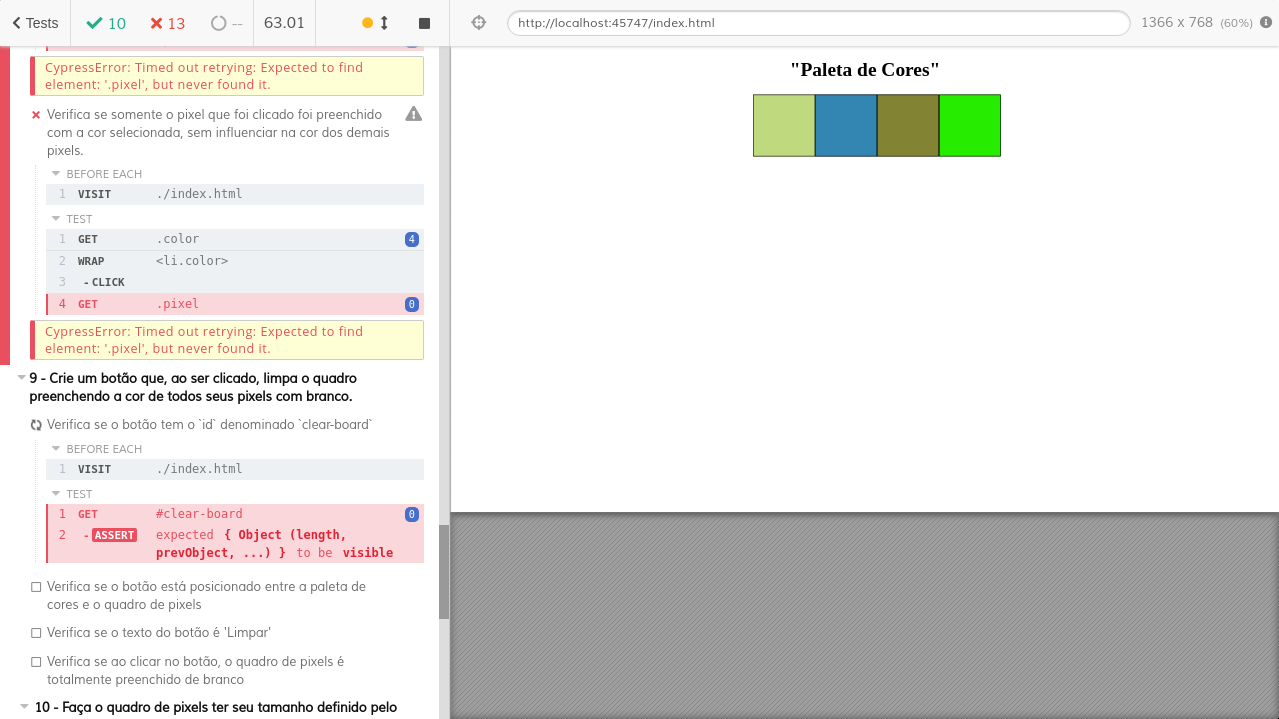 Tests
10
13
--
63.01
http://localhost:45747/index.html
1366 x 768 (60%)
CypressError: Timed out retrying: Expected to find
element: '.pixel', but never found it.
Verifica se somente o pixel que foi clicado foi preenchido
com a cor selecionada, sem influenciar na cor dos demais
pixels.
BEFORE EACH
1 VISIT ./index.html
TEST
1 GET .color 4
2 WRAP <li.color>
3 -CLICK
4 GET .pixel 0
CypressError: Timed out retrying: Expected to find
element: '.pixel', but never found it.
9 - Crie um botão que, ao ser clicado, limpa o quadro
preenchendo a cor de todos seus pixels com branco.
Verifica se o botão tem o `id` denominado `clear-board`
BEFORE EACH
1 VISIT ./index.html
TEST
1 GET #clear-board 0
2 -ASSERT expected { Object (length,
prevObject, ...) } to be visible
Verifica se o botão está posicionado entre a paleta de
cores e o quadro de pixels
Verifica se o texto do botão é 'Limpar'
Verifica se ao clicar no botão, o quadro de pixels é
totalmente preenchido de branco
10 - Faça o quadro de pixels ter seu tamanho definido pelo
"Paleta de Cores"